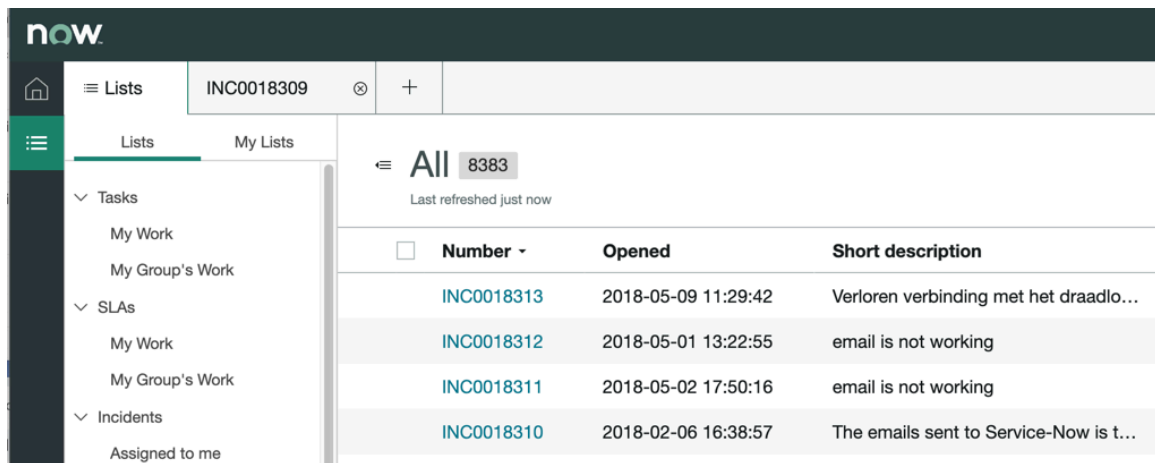 now
Lists
INC0018309
Lists
My Lists
Tasks
My Work
My Group's Work
SLAs
My Work
My Group's Work
Incidents
Assigned to me
All 8383
Last refreshed just now
Number Opened Short description
INC0018313 2018-05-09 11:29:42 Verloren verbinding met het draadlo...
INC0018312 2018-05-01 13:22:55 email is not working
INC0018311 2018-05-02 17:50:16 email is not working
INC0018310 2018-02-06 16:38:57 The emails sent to Service-Now is t...